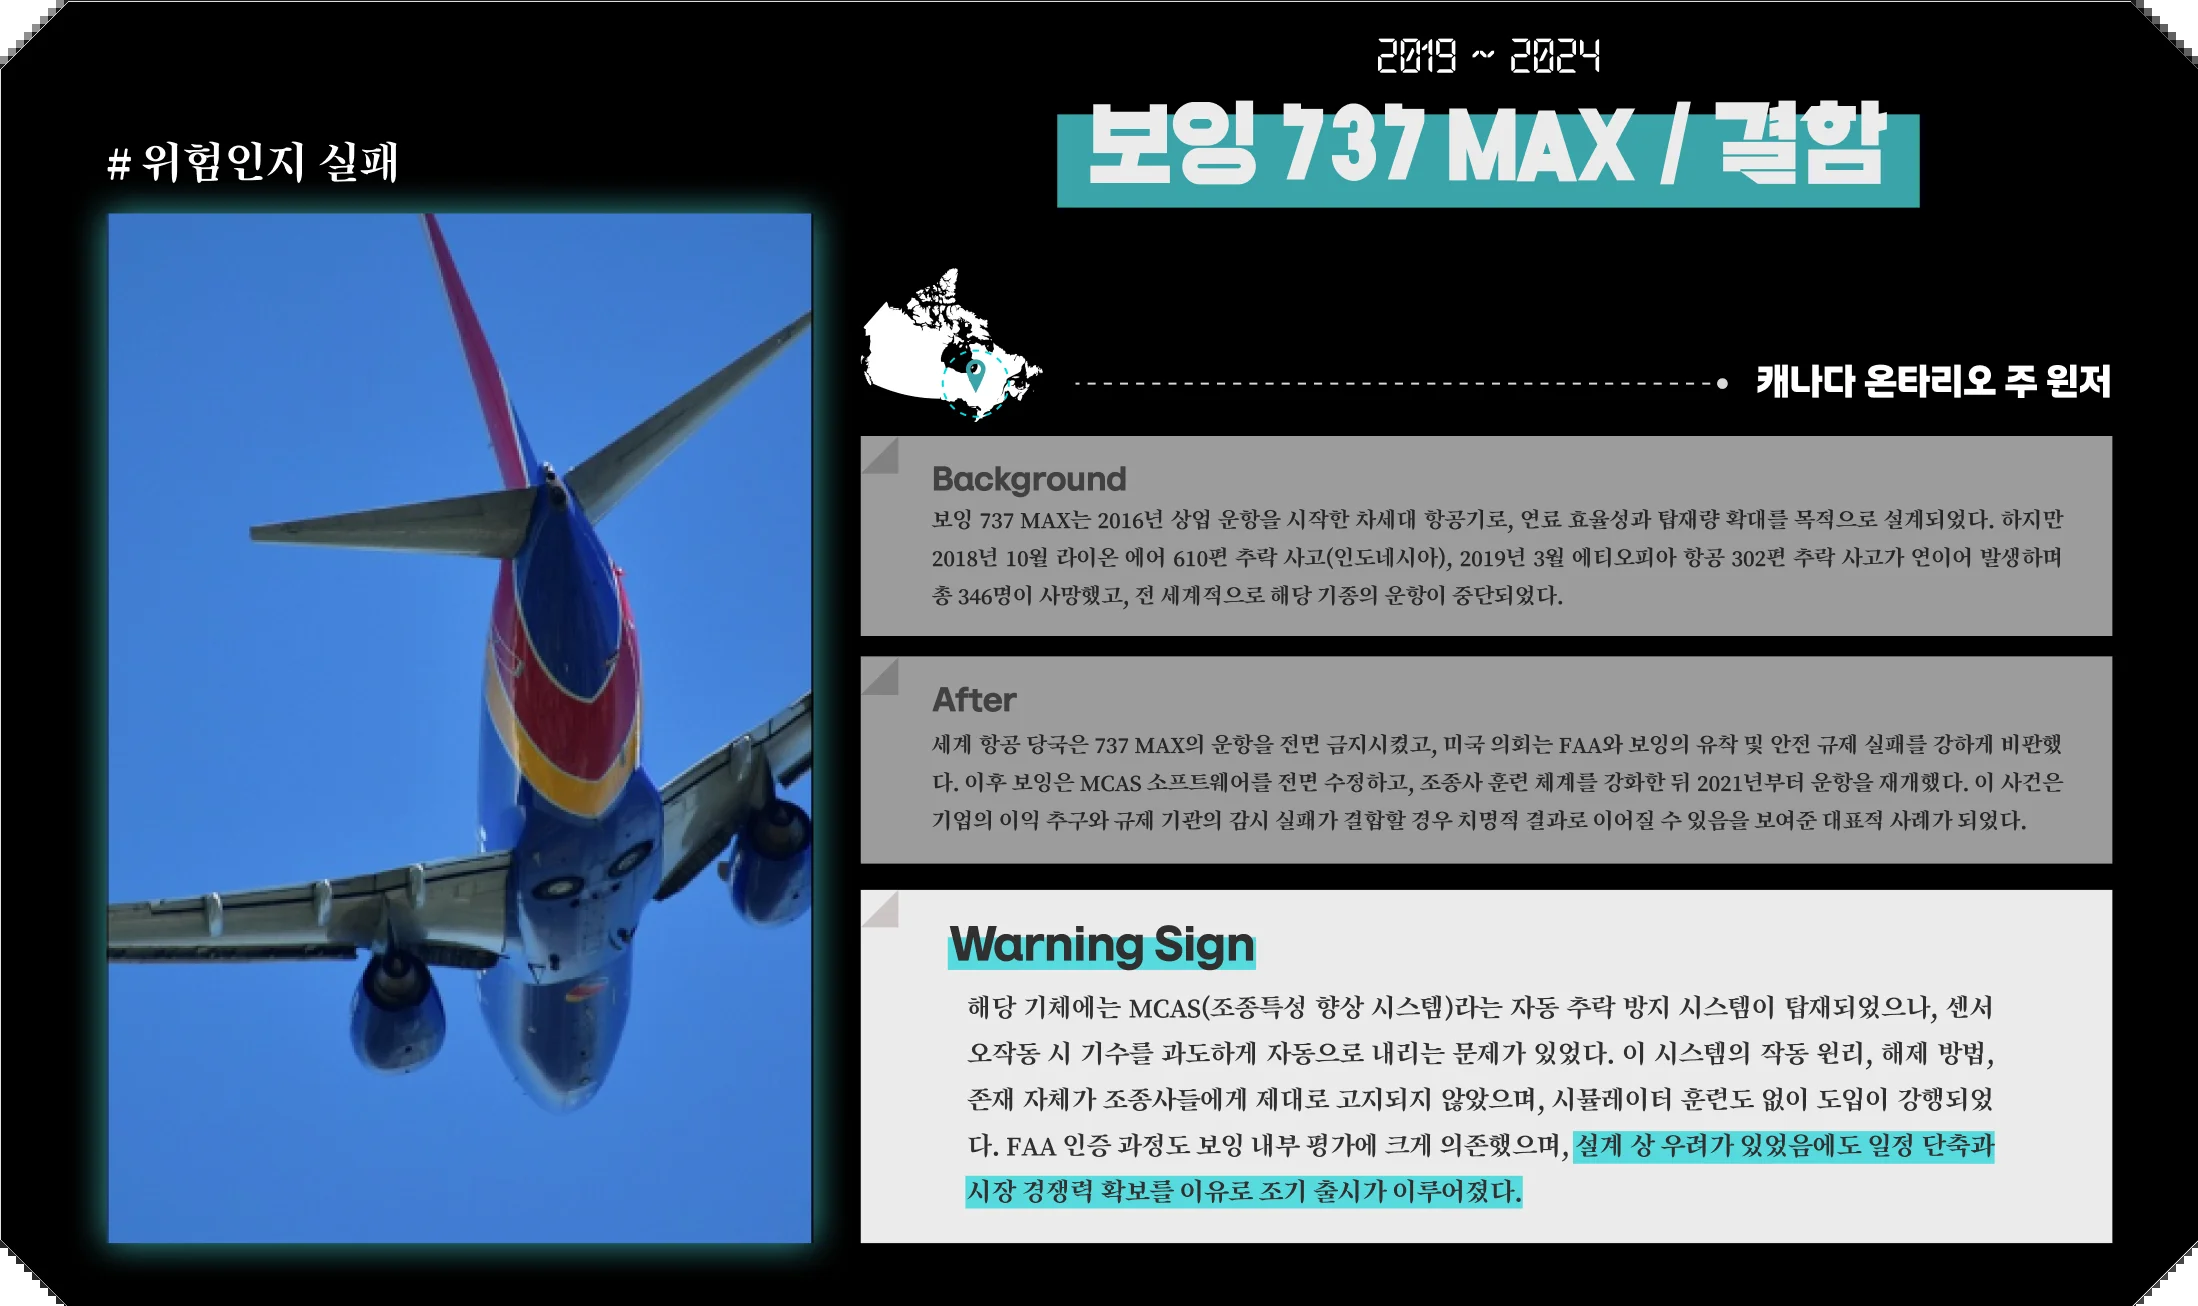 2019 ~ 2024
보잉 737 MAX / 결함
# 위험인지 실패
캐나다 온타리오 주 윈저
Background
보잉 737 MAX는 2016년 상업 운항을 시작한 차세대 항공기로, 연료 효율성과 탑재량 확대를 목적으로 설계되었다. 하지만
2018년 10월 라이온 에어 610편 추락 사고(인도네시아), 2019년 3월 에티오피아 항공 302편 추락 사고가 연이어 발생하며
총 346명이 사망했고, 전 세계적으로 해당 기종의 운항이 중단되었다.
After
세계 항공 당국은 737 MAX의 운항을 전면 금지시켰고, 미국 의회는 FAA와 보잉의 유착 및 안전 규제 실패를 강하게 비판했
다. 이후 보잉은 MCAS 소프트웨어를 전면 수정하고, 조종사 훈련 체계를 강화한 뒤 2021년부터 운항을 재개했다. 이 사건은
기업의 이익 추구와 규제 기관의 감시 실패가 결합할 경우 치명적 결과로 이어질 수 있음을 보여준 대표적 사례가 되었다.
Warning Sign
해당 기체에는 MCAS(조종특성 향상 시스템)라는 자동 추락 방지 시스템이 탑재되었으나, 센서
오작동 시 기수를 과도하게 자동으로 내리는 문제가 있었다. 이 시스템의 작동 원리, 해제 방법,
존재 자체가 조종사들에게 제대로 고지되지 않았으며, 시뮬레이터 훈련도 없이 도입이 강행되었
다. FAA 인증 과정도 보잉 내부 평가에 크게 의존했으며, 설계 상 우려가 있었음에도 일정 단축과
시장 경쟁력 확보를 이유로 조기 출시가 이루어졌다.